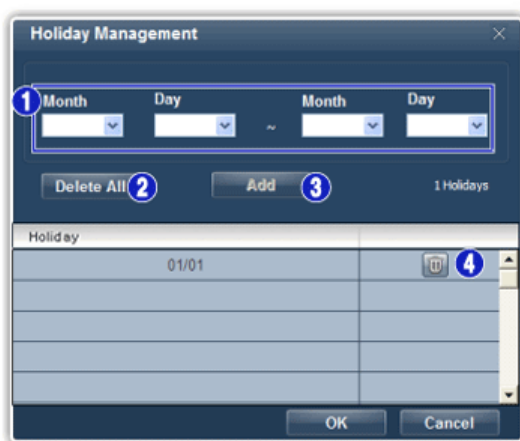 Holiday Management
1 Month Day Month Day
~
Delete All 2 Add 3 1 Holidays
Holiday
01/01 4
OK Cancel